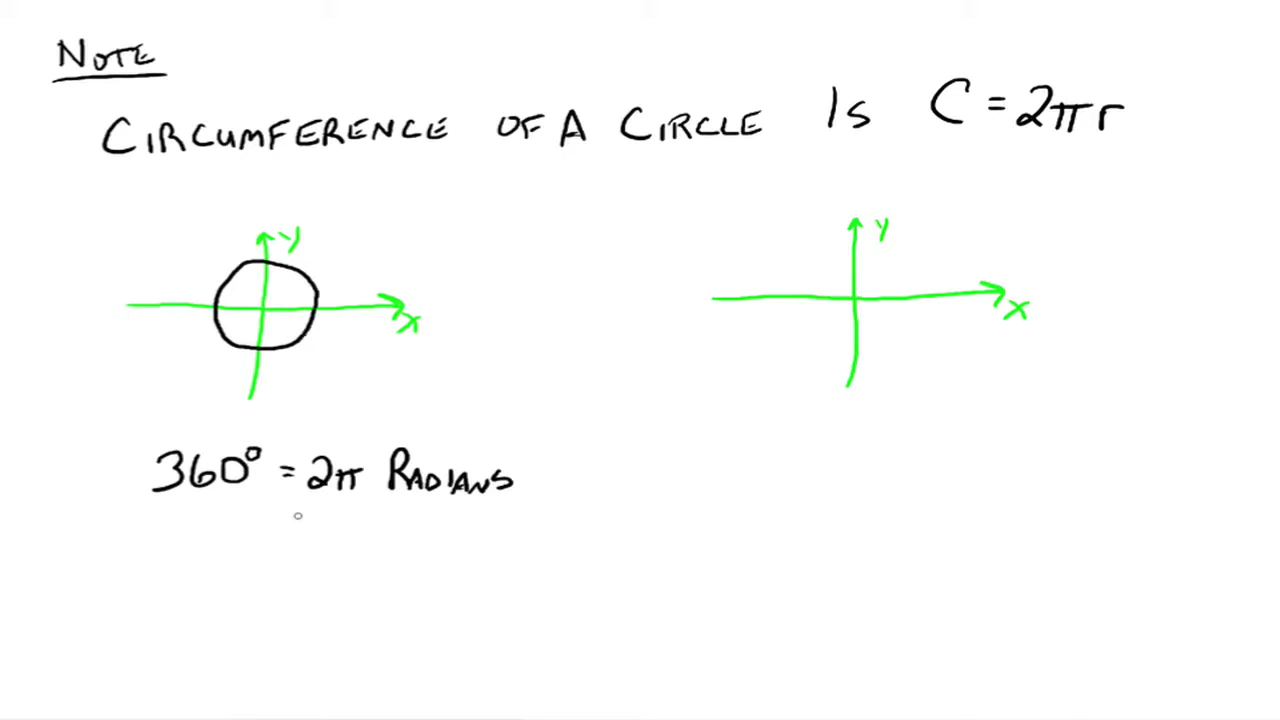 NOTE
CIRCUMFERENCE OF A CIRCLE IS C = 2πr
y
x
y
x
360° = 2π RADIANS